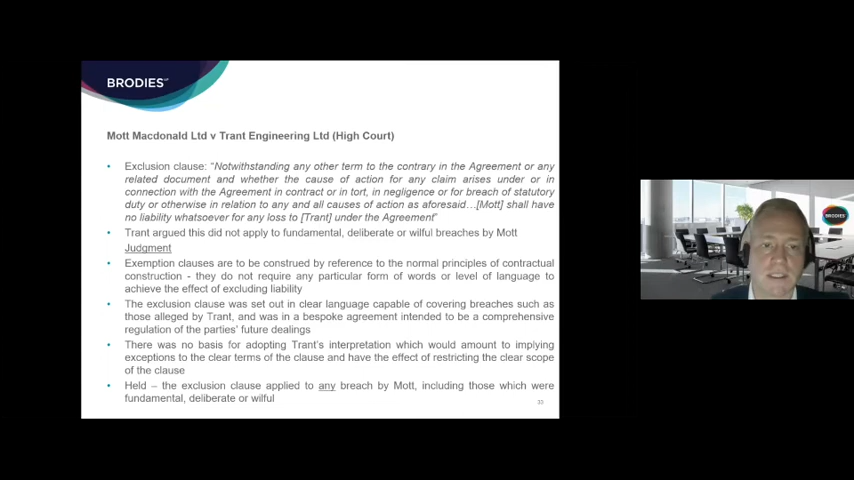 BRODIES LLP
Mott Macdonald Ltd v Trant Engineering Ltd (High Court)
• Exclusion clause: "Notwithstanding any other term to the contrary in the Agreement or any
related document and whether the cause of action for any claim arises under or in
connection with the Agreement in contract or in tort, in negligence or for breach of statutory
duty or otherwise in relation to any and all causes of action as aforesaid…[Mott] shall have
no liability whatsoever for any loss to [Trant] under the Agreement"
• Trant argued this did not apply to fundamental, deliberate or wilful breaches by Mott
Judgment
• Exemption clauses are to be construed by reference to the normal principles of contractual
construction - they do not require any particular form of words or level of language to
achieve the effect of excluding liability
• The exclusion clause was set out in clear language capable of covering breaches such as
those alleged by Trant, and was in a bespoke agreement intended to be a comprehensive
regulation of the parties' future dealings
• There was no basis for adopting Trant's interpretation which would amount to implying
exceptions to the clear terms of the clause and have the effect of restricting the clear scope
of the clause
• Held – the exclusion clause applied to any breach by Mott, including those which were
fundamental, deliberate or wilful
33
BRODIES